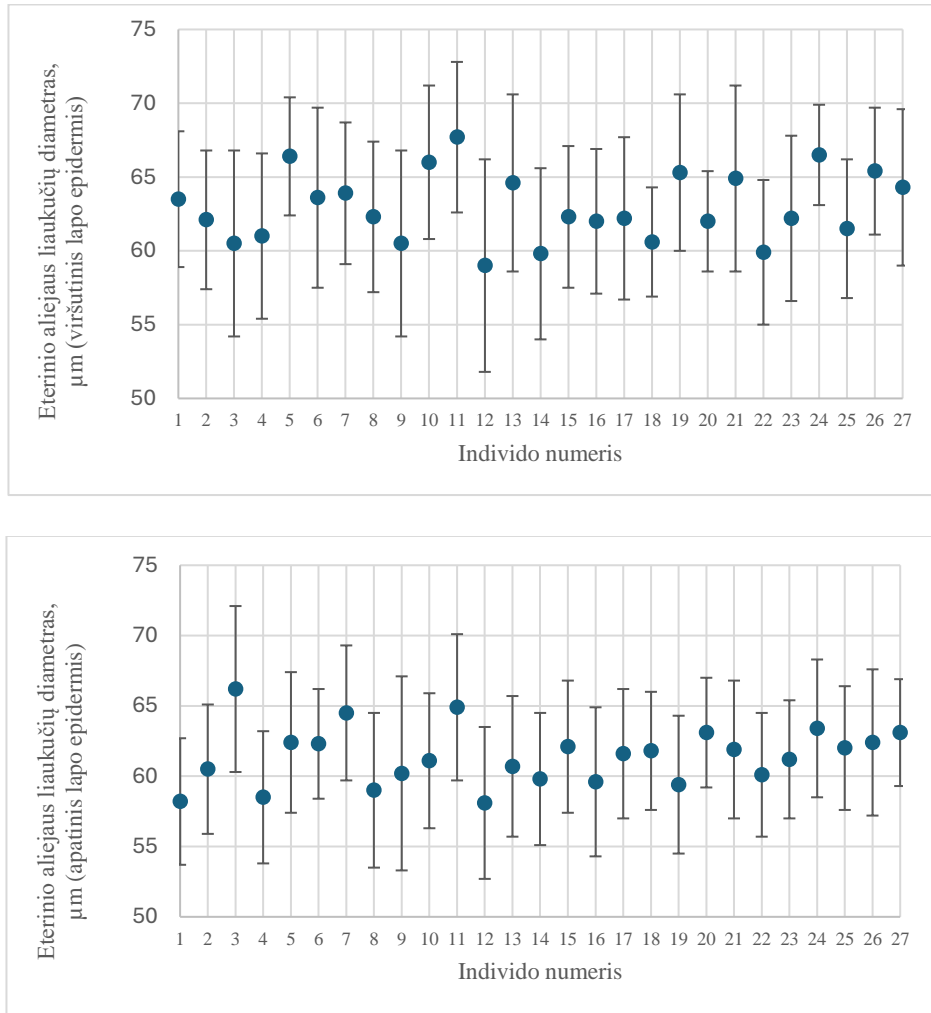 75
70
65
60
55
50
Eterinio aliejaus liaukučių diametras,
µm (viršutinis lapo epidermis)
1 2 3 4 5 6 7 8 9 10 11 12 13 14 15 16 17 18 19 20 21 22 23 24 25 26 27
Individo numeris
75
70
65
60
55
50
Eterinio aliejaus liaukučių diametras,
µm (apatinis lapo epidermis)
1 2 3 4 5 6 7 8 9 10 11 12 13 14 15 16 17 18 19 20 21 22 23 24 25 26 27
Individo numeris